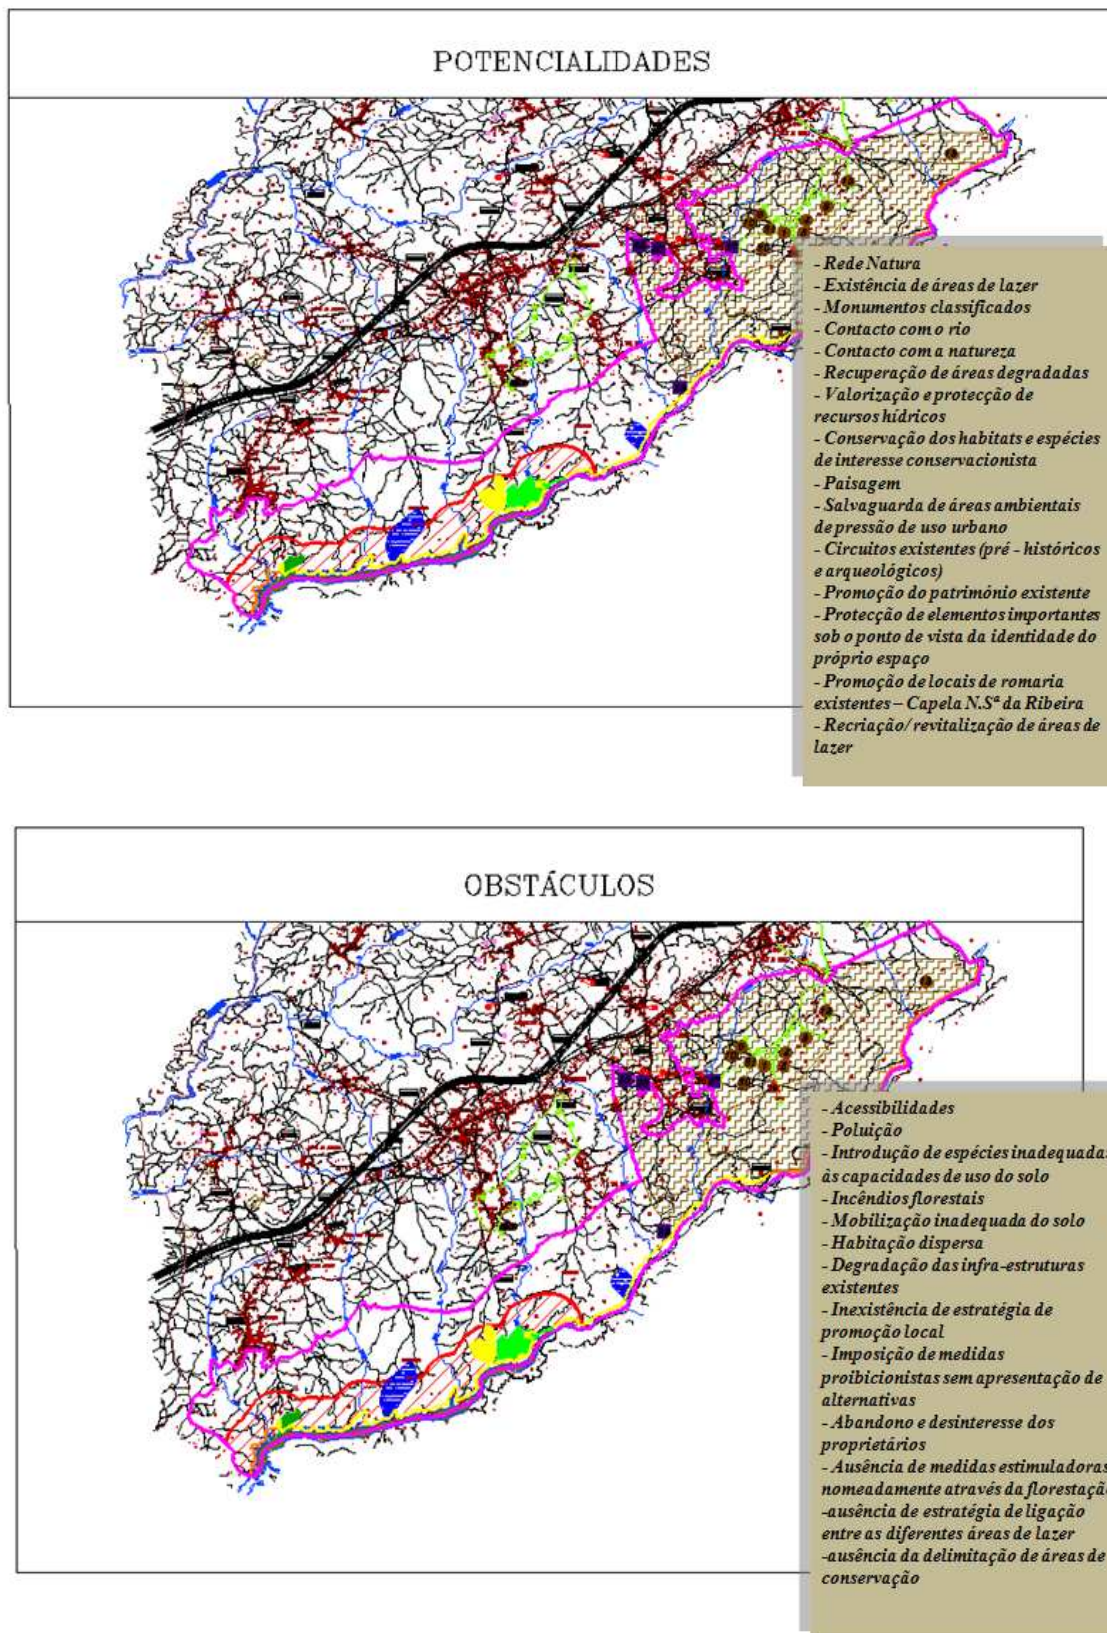 POTENCIALIDADES
- Rede Natura
- Existência de áreas de lazer
- Monumentos classificados
- Contacto com o rio
- Contacto com a natureza
- Recuperação de áreas degradadas
- Valorização e protecção de
recursos hídricos
- Conservação dos habitats e espécies
de interesse conservacionista
- Paisagem
- Salvaguarda de áreas ambientais
de pressão de uso urbano
- Circuitos existentes (pré - históricos
e arqueológicos)
- Promoção do património existente
- Protecção de elementos importantes
sob o ponto de vista da identidade do
próprio espaço
- Promoção de locais de romaria
existentes – Capela N.Sª da Ribeira
- Recriação/ revitalização de áreas de
lazer
OBSTÁCULOS
- Acessibilidades
- Poluição
- Introdução de espécies inadequadas
às capacidades de uso do solo
- Incêndios florestais
- Mobilização inadequada do solo
- Habitação dispersa
- Degradação das infra-estruturas
existentes
- Inexistência de estratégia de
promoção local
- Imposição de medidas
proibicionistas sem apresentação de
alternativas
- Abandono e desinteresse dos
proprietários
- Ausência de medidas estimuladoras
nomeadamente através da florestaçã
-ausência de estratégia de ligação
entre as diferentes áreas de lazer
-ausência da delimitação de áreas de
conservação